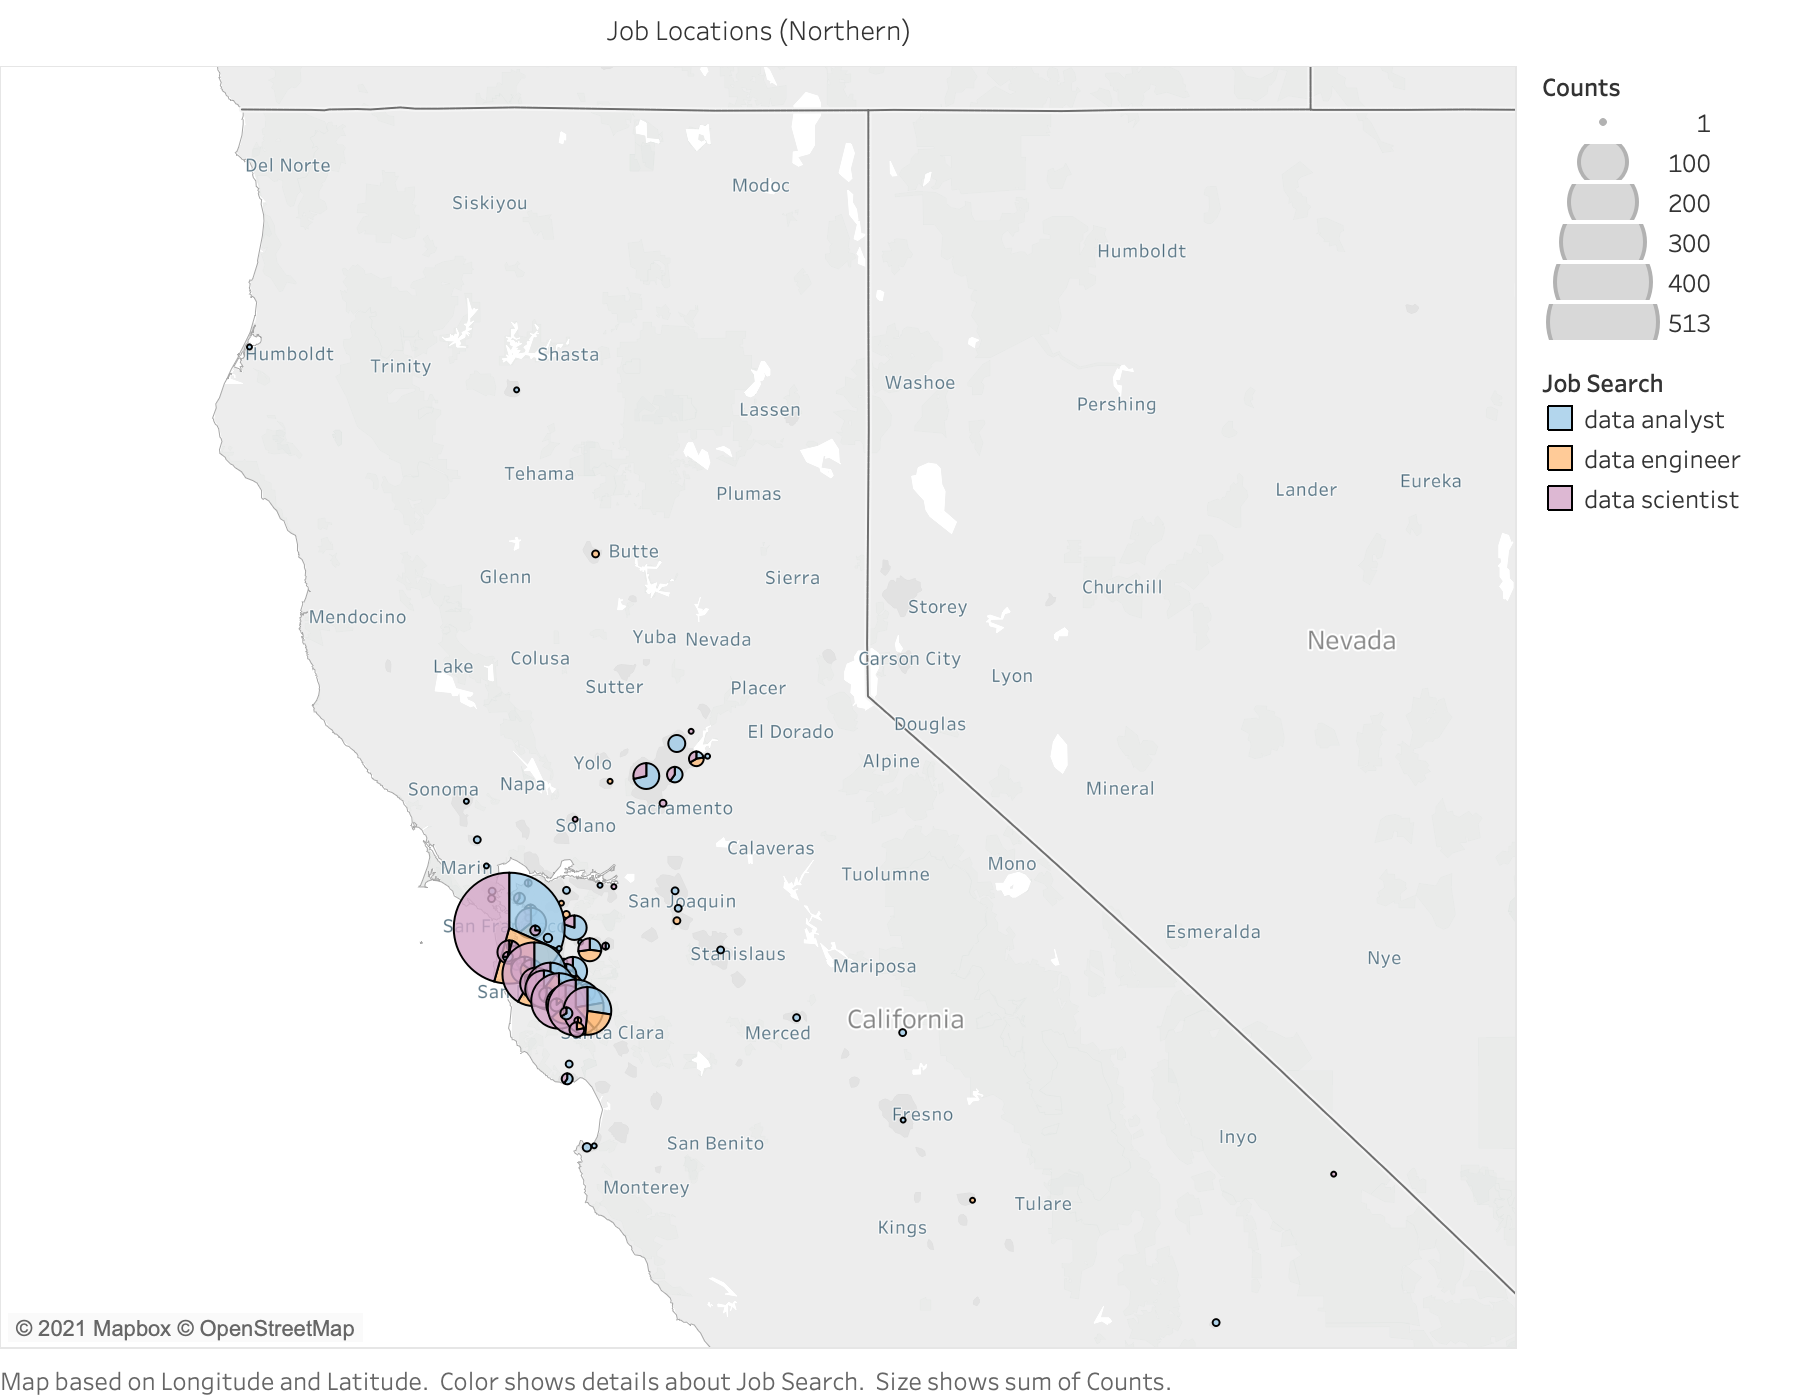 Job Locations (Northern)
Counts
1
100
200
300
400
513
Job Search
data analyst
data engineer
data scientist
Del Norte
Siskiyou
Modoc
Humboldt
Humboldt
Trinity
Shasta
Lassen
Washoe
Pershing
Tehama
Plumas
Lander
Eureka
Butte
Glenn
Sierra
Churchill
Storey
Mendocino
Yuba
Nevada
Nevada
Lake
Colusa
Carson City
Lyon
Sutter
Placer
El Dorado
Douglas
Yolo
Alpine
Sonoma
Napa
Mineral
Sacramento
Solano
Calaveras
Marin
Tuolumne
Mono
San Joaquin
Esmeralda
Stanislaus
Mariposa
Nye
San
California
Santa Clara
Merced
Fresno
San Benito
Inyo
Monterey
Tulare
Kings
© 2021 Mapbox © OpenStreetMap
Map based on Longitude and Latitude. Color shows details about Job Search. Size shows sum of Counts.